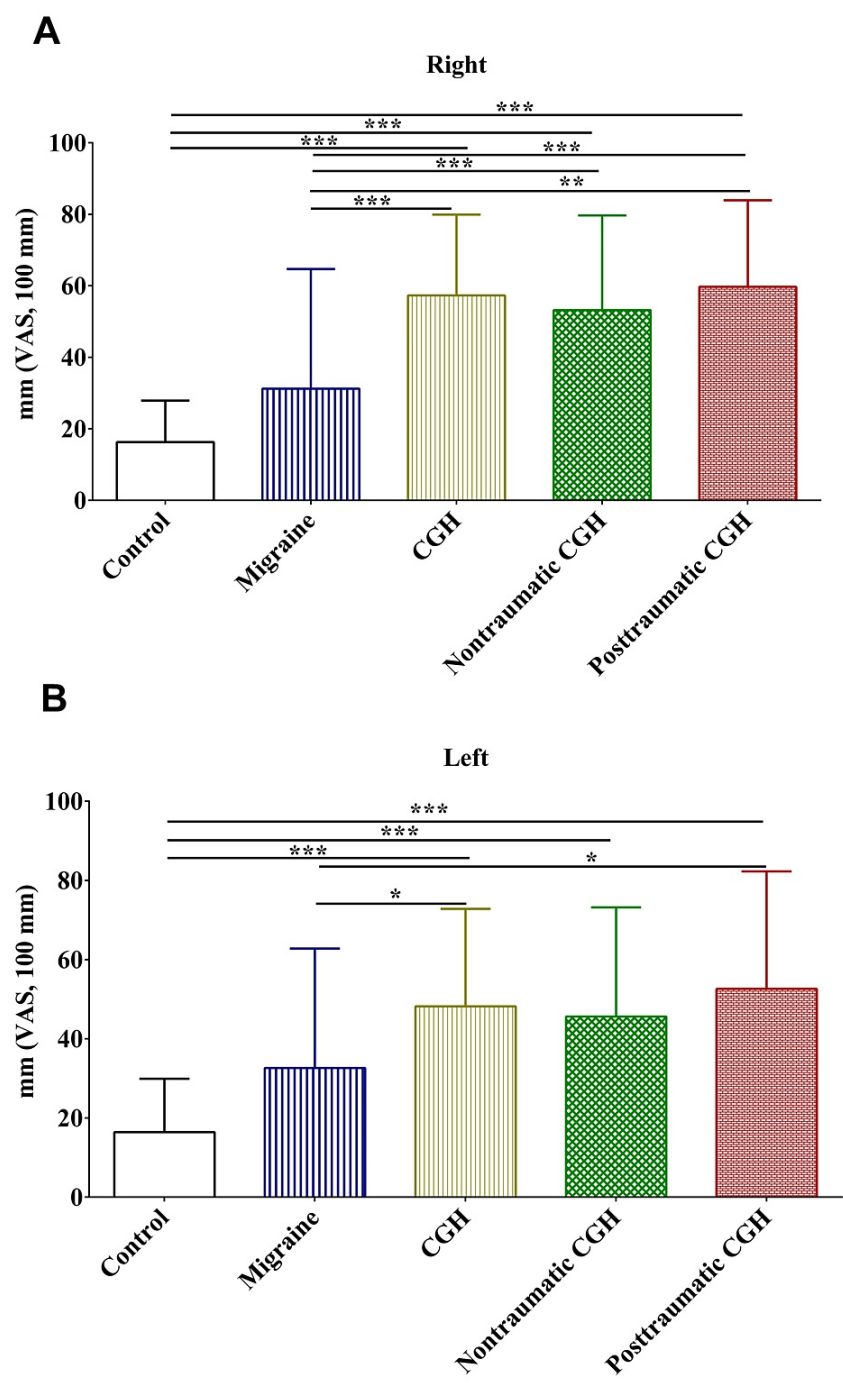 A
Right
***
***
100
***
***
***
**
80
***
60
40
20
0
mm (VAS, 100 mm)
Control
Migraine
CGH
Nontraumatic CGH
Posttraumatic CGH
B
Left
100
***
***
***
*
80
*
60
40
20
0
mm (VAS, 100 mm)
Control
Migraine
CGH
Nontraumatic CGH
Posttraumatic CGH